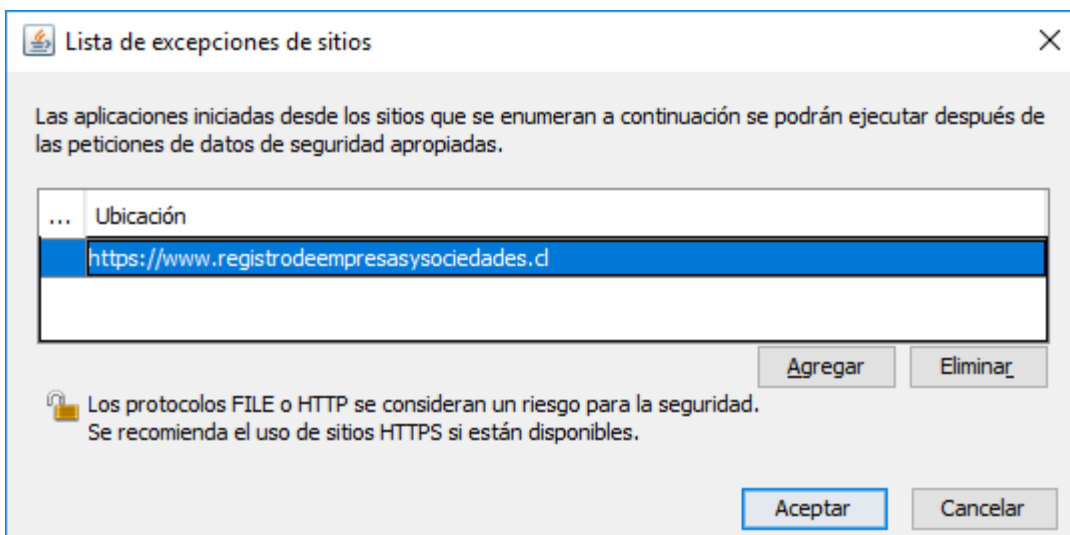 Lista de excepciones de sitios
Las aplicaciones iniciadas desde los sitios que se enumeran a continuación se podrán ejecutar después de
las peticiones de datos de seguridad apropiadas.
... Ubicación
https://www.registrodeempresasysociedades.cl
Agregar Eliminar
Los protocolos FILE o HTTP se consideran un riesgo para la seguridad.
Se recomienda el uso de sitios HTTPS si están disponibles.
Aceptar Cancelar